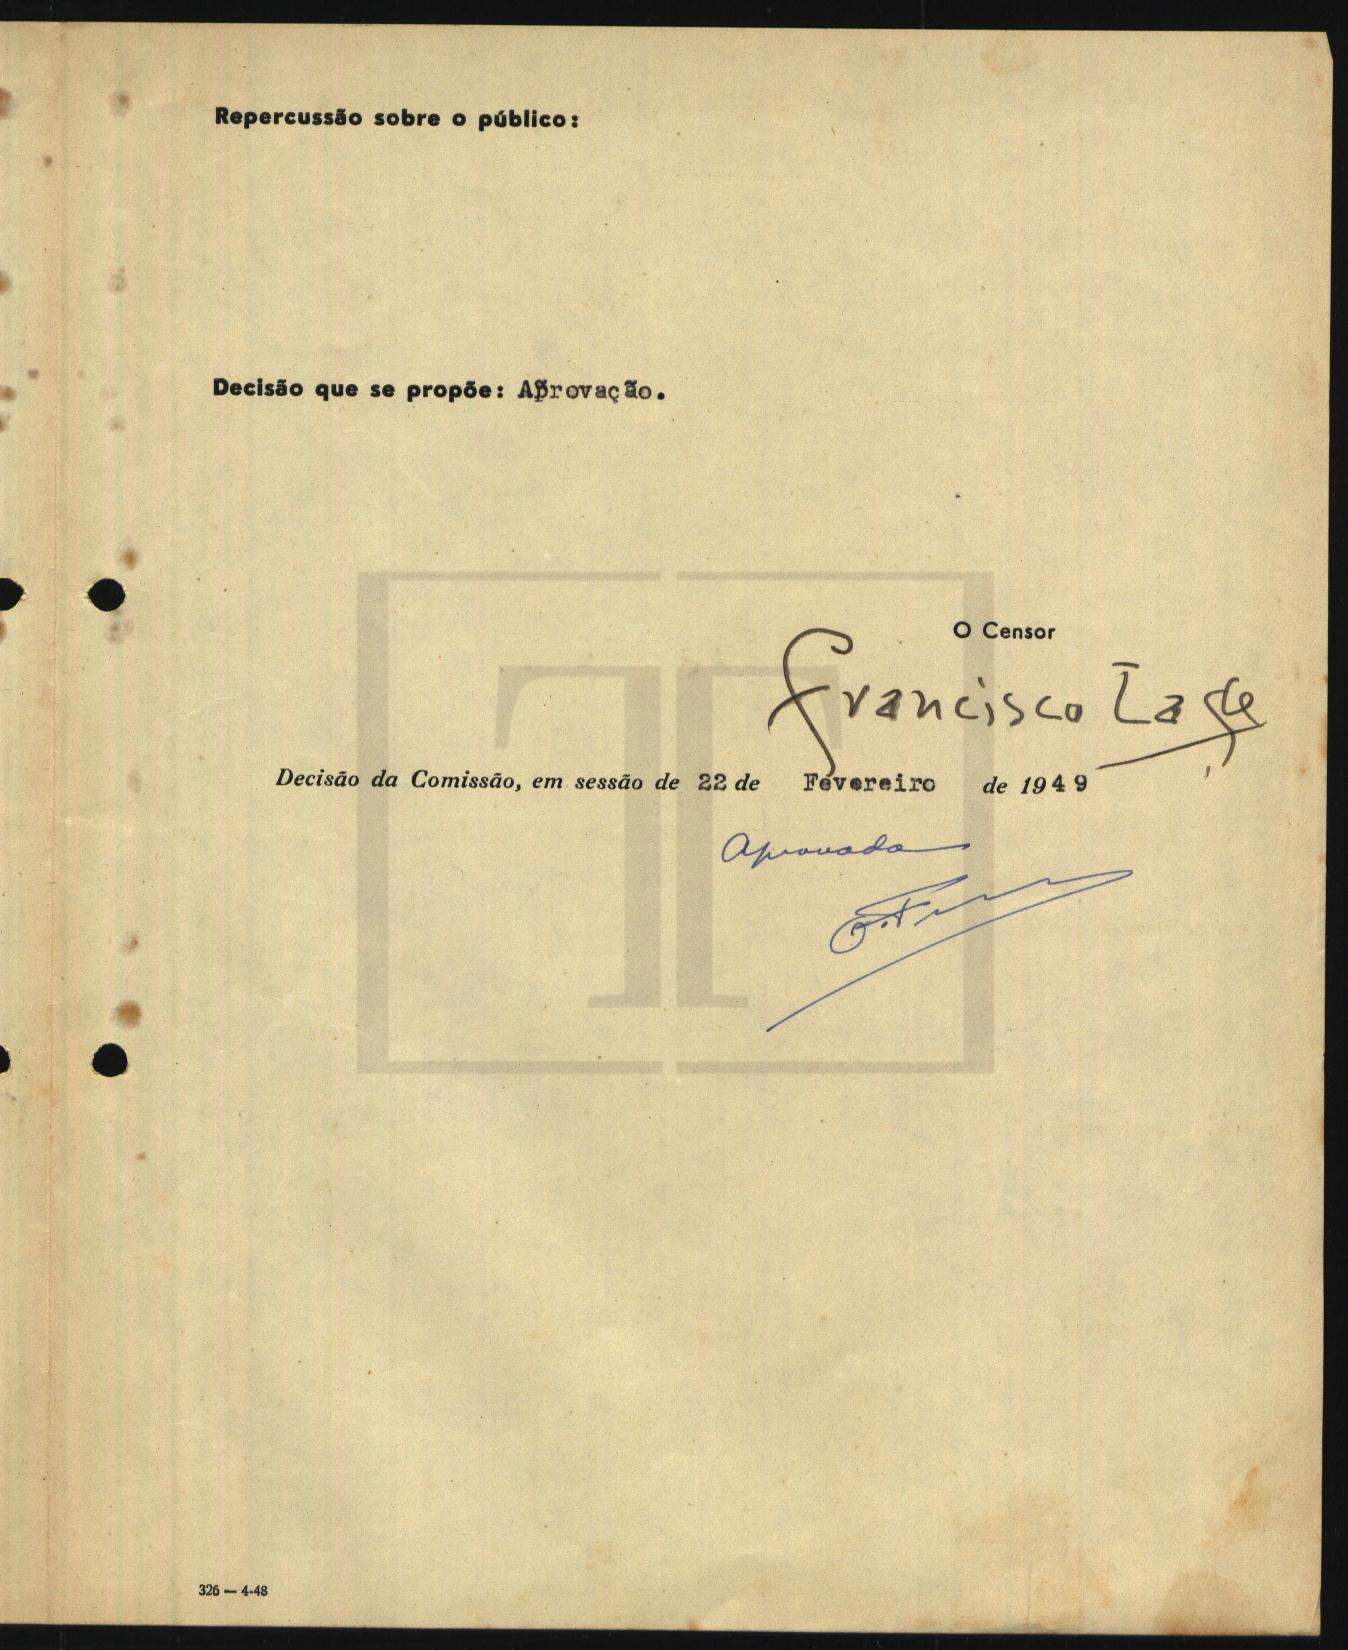 Repercussão sobre o público:
Decisão que se propõe: Aprovação.
O Censor
Francisco Lage
Decisão da Comissão, em sessão de 22 de Fevereiro de 1949
Aprovada
326 — 4-48